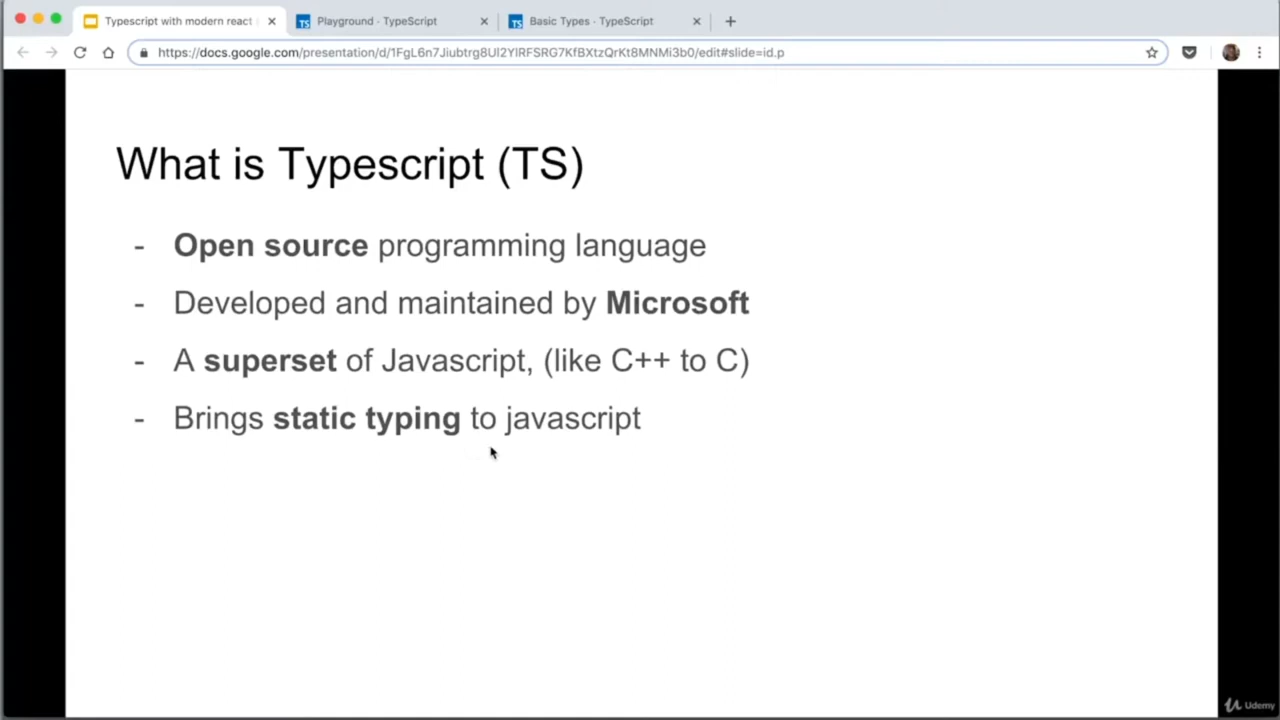 Typescript with modern react
Playground · TypeScript
Basic Types · TypeScript
https://docs.google.com/presentation/d/1FgL6n7Jiubtrg8Ul2YlRFSRG7KfBXtzQrKt8MNMi3b0/edit#slide=id.p
What is Typescript (TS)
- Open source programming language
- Developed and maintained by Microsoft
- A superset of Javascript, (like C++ to C)
- Brings static typing to javascript
Udemy